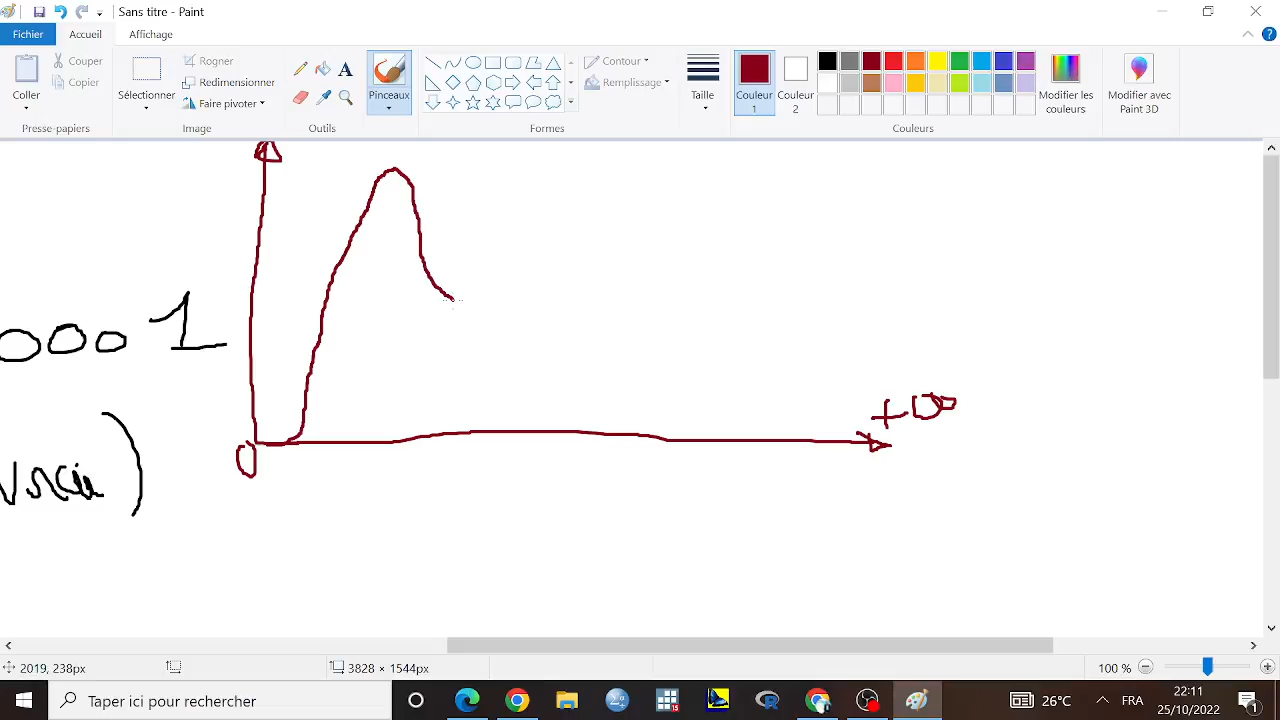 Sans titre - Paint
Fichier Accueil Affichage
Coller
Couper
Copier
Presse-papiers
Sélectionner
Rogner
Redimensionner
Faire pivoter
Image
Outils
Pinceaux
Formes
Contour
Remplissage
Taille
Couleur 1
Couleur 2
Modifier les couleurs
Couleurs
Modifier avec Paint 3D
0001
)
0
+∞
2019, 238px
3828 × 1544px
100 %
Taper ici pour rechercher
15
26°C
FRA
22:11
25/10/2022
1